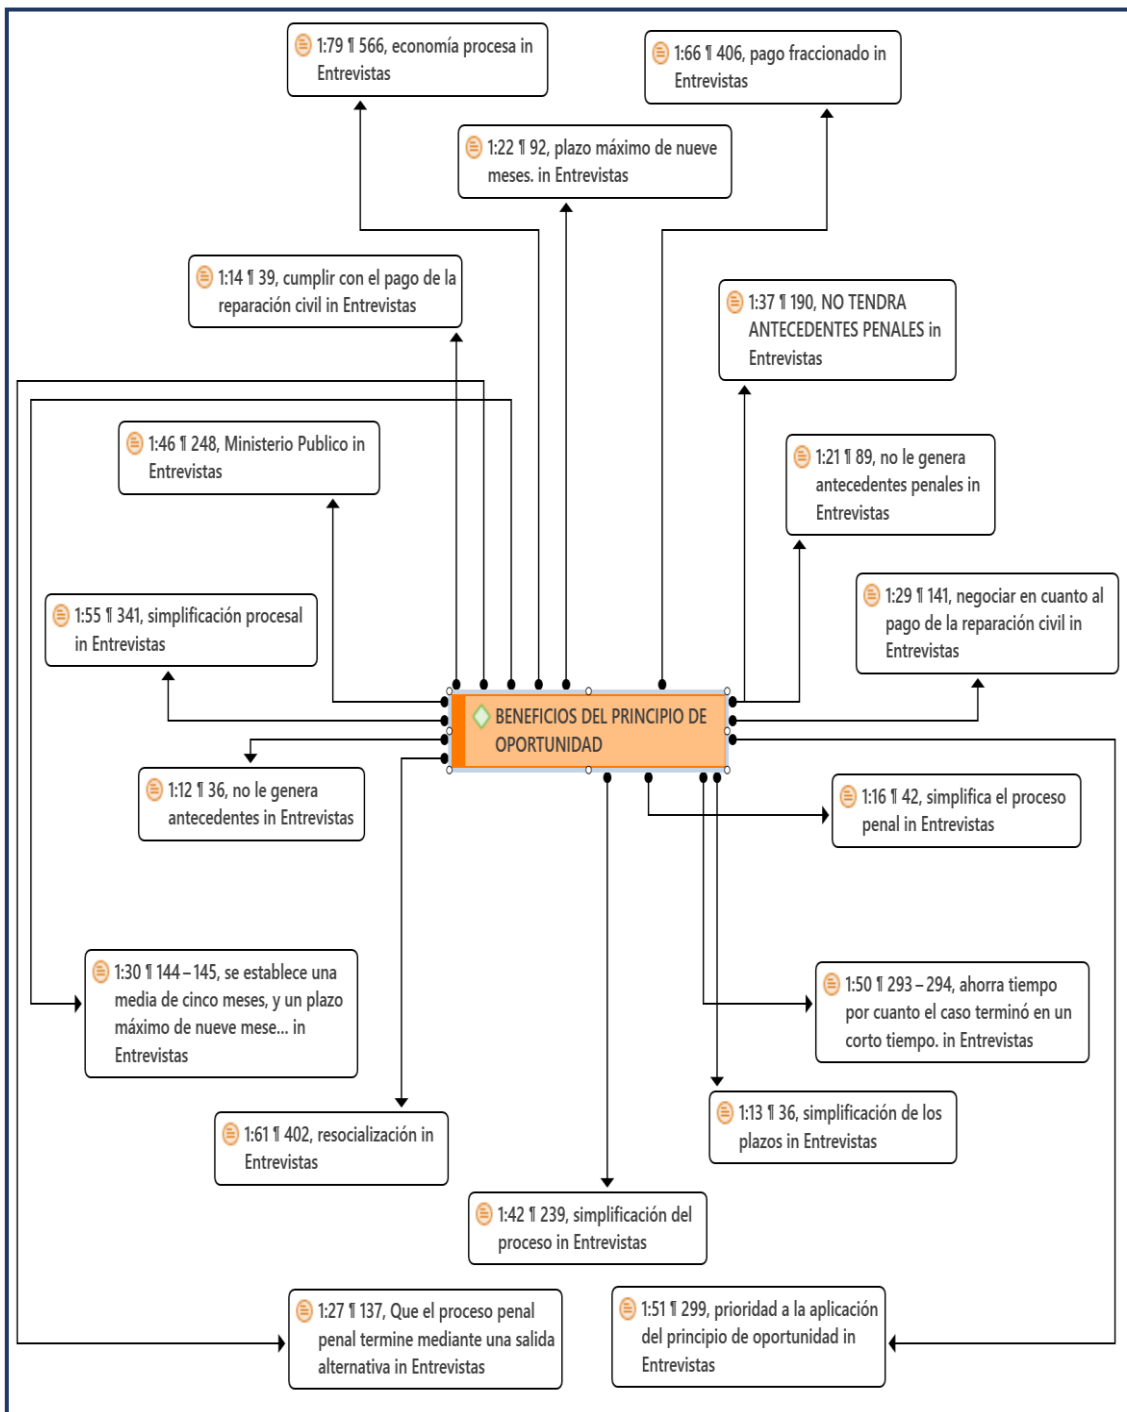 1:79 ¶ 566, economía procesa in
Entrevistas
1:66 ¶ 406, pago fraccionado in
Entrevistas
1:22 ¶ 92, plazo máximo de nueve
meses. in Entrevistas
1:14 ¶ 39, cumplir con el pago de la
reparación civil in Entrevistas
1:37 ¶ 190, NO TENDRA
ANTECEDENTES PENALES in
Entrevistas
1:46 ¶ 248, Ministerio Publico in
Entrevistas
1:21 ¶ 89, no le genera
antecedentes penales in
Entrevistas
1:29 ¶ 141, negociar en cuanto al
pago de la reparación civil in
Entrevistas
1:55 ¶ 341, simplificación procesal
in Entrevistas
BENEFICIOS DEL PRINCIPIO DE
OPORTUNIDAD
1:12 ¶ 36, no le genera
antecedentes in Entrevistas
1:16 ¶ 42, simplifica el proceso
penal in Entrevistas
1:30 ¶ 144 – 145, se establece una
media de cinco meses, y un plazo
máximo de nueve mese... in
Entrevistas
1:50 ¶ 293 – 294, ahorra tiempo
por cuanto el caso terminó en un
corto tiempo. in Entrevistas
1:13 ¶ 36, simplificación de los
plazos in Entrevistas
1:61 ¶ 402, resocialización in
Entrevistas
1:42 ¶ 239, simplificación del
proceso in Entrevistas
1:27 ¶ 137, Que el proceso penal
penal termine mediante una salida
alternativa in Entrevistas
1:51 ¶ 299, prioridad a la aplicación
del principio de oportunidad in
Entrevistas